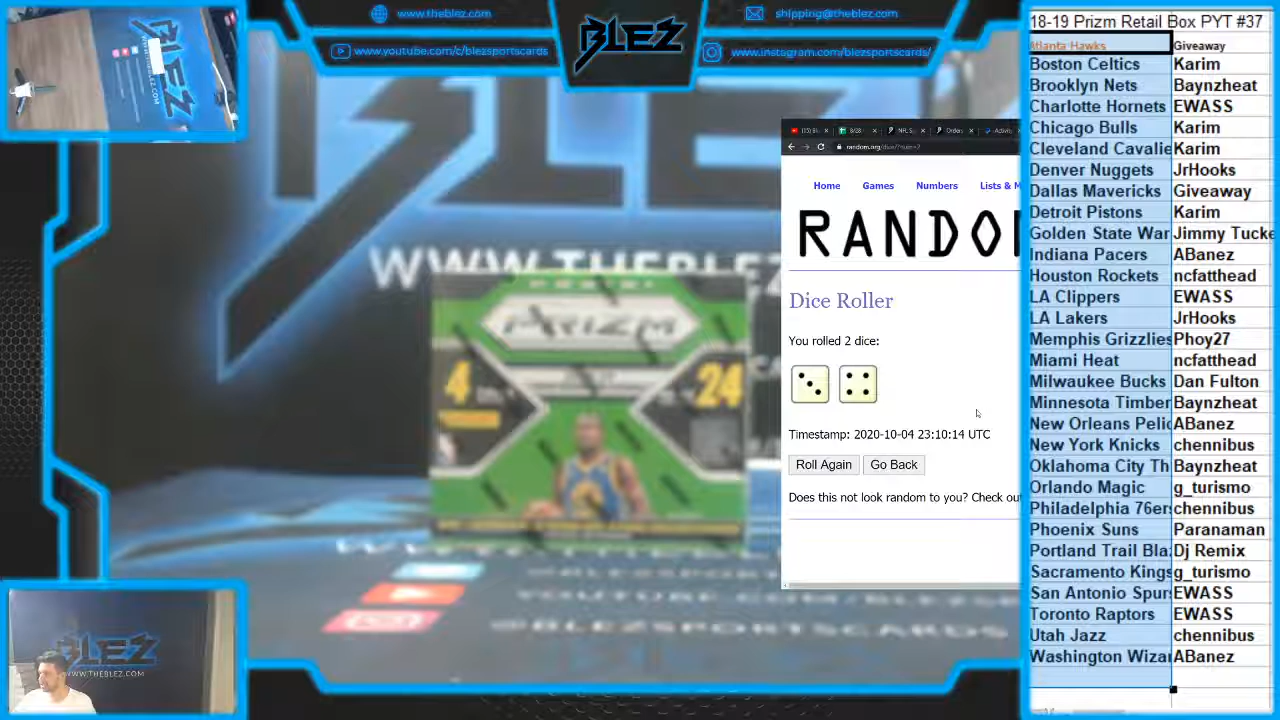 www.theblez.com
shipping@theblez.com
www.youtube.com/c/blezsportscards
www.instagram.com/blezsportscards/
BLEZ
18-19 Prizm Retail Box PYT #37
Atlanta Hawks Giveaway
Boston Celtics Karim
Brooklyn Nets Baynzheat
Charlotte Hornets EWASS
Chicago Bulls Karim
Cleveland Cavalie Karim
Denver Nuggets JrHooks
Dallas Mavericks Giveaway
Detroit Pistons Karim
Golden State War Jimmy Tucke
Indiana Pacers ABanez
Houston Rockets ncfatthead
LA Clippers EWASS
LA Lakers JrHooks
Memphis Grizzlies Phoy27
Miami Heat ncfatthead
Milwaukee Bucks Dan Fulton
Minnesota Timber Baynzheat
New Orleans Pelic ABanez
New York Knicks chennibus
Oklahoma City Th Baynzheat
Orlando Magic g_turismo
Philadelphia 76ers chennibus
Phoenix Suns Paranaman
Portland Trail Bla Dj Remix
Sacramento Kings g_turismo
San Antonio Spur EWASS
Toronto Raptors EWASS
Utah Jazz chennibus
Washington Wizar ABanez
Home Games Numbers Lists & M
RANDO
Dice Roller
You rolled 2 dice:
Timestamp: 2020-10-04 23:10:14 UTC
Roll Again Go Back
Does this not look random to you? Check ou
WWW.THEBLEZ
PRIZM
4
24
BLEZ
WWW.THEBLEZ.COM
@BLEZSPORTSCARDS